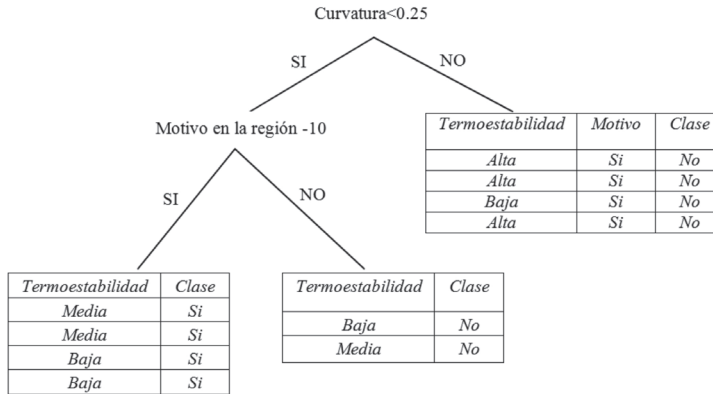 Curvatura<0.25
SI
NO
Motivo en la región -10
Termoestabilidad Motivo Clase
Alta Si No
Alta Si No
Baja Si No
Alta Si No
SI
NO
Termoestabilidad Clase
Media Si
Media Si
Baja Si
Baja Si
Termoestabilidad Clase
Baja No
Media No